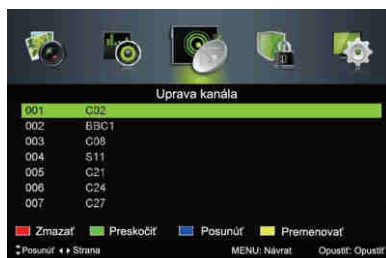 Uprava kanála
001 C02
002 BBC1
003 C08
004 S11
005 C21
006 C24
007 C27
Zmazať Preskočiť Posunúť Premenovať
Posunúť Strana MENU: Návrat Opustiť: Opustiť